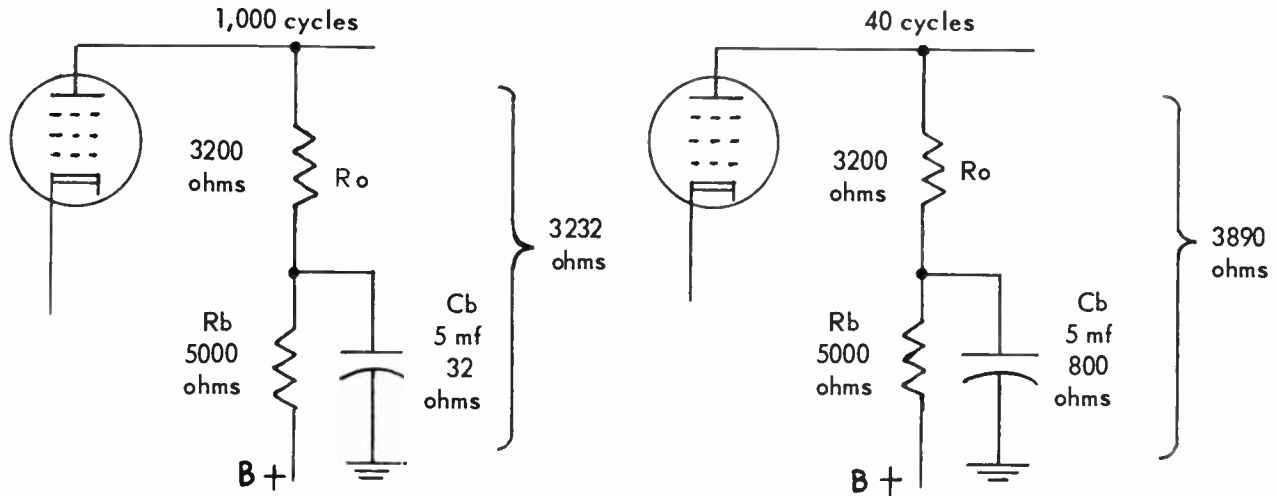 1,000 cycles
3200
ohms
Ro
3232
ohms
Rb
5000
ohms
Cb
5 mf
32
ohms
B +
40 cycles
3200
ohms
Ro
3890
ohms
Rb
5000
ohms
Cb
5 mf
800
ohms
B +